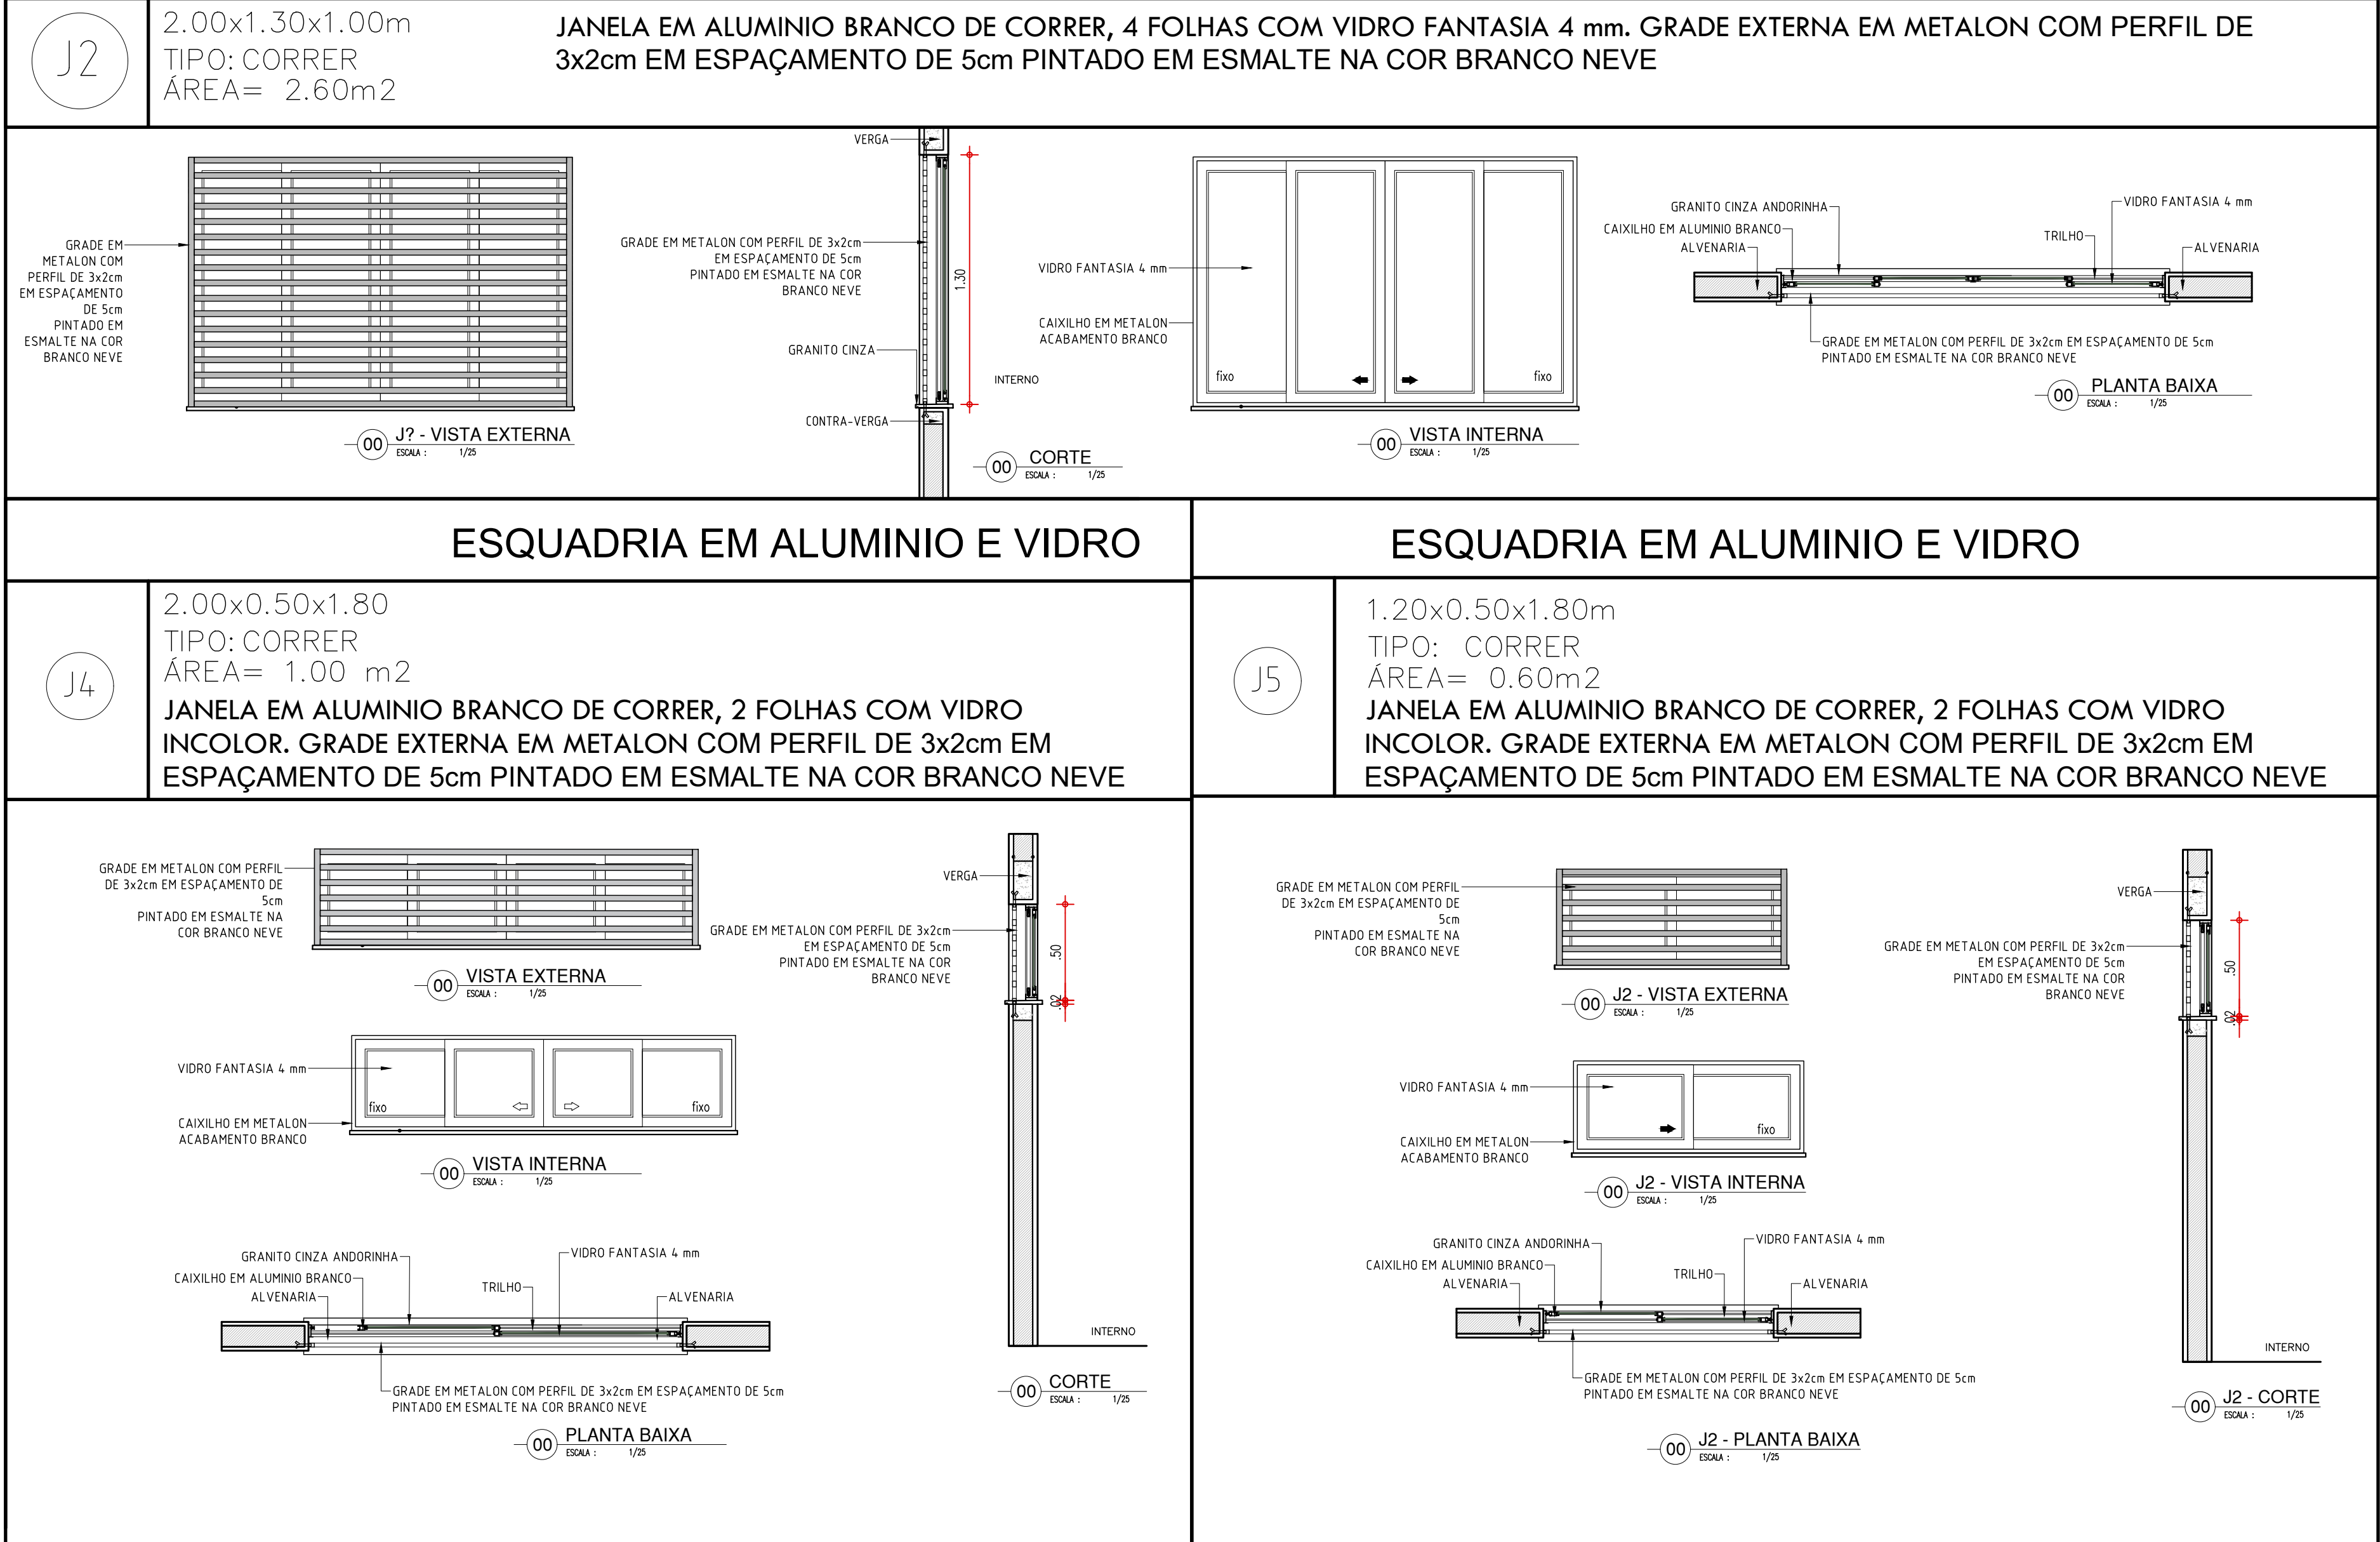 J2
2.00x1.30x1.00m
TIPO: CORRER
ÁREA= 2.60m2
JANELA EM ALUMINIO BRANCO DE CORRER, 4 FOLHAS COM VIDRO FANTASIA 4 mm. GRADE EXTERNA EM METALON COM PERFIL DE
3x2cm EM ESPAÇAMENTO DE 5cm PINTADO EM ESMALTE NA COR BRANCO NEVE
GRADE EM
METALON COM
PERFIL DE 3x2cm
EM ESPAÇAMENTO
DE 5cm
PINTADO EM
ESMALTE NA COR
BRANCO NEVE
00 J? - VISTA EXTERNA
ESCALA : 1/25
VERGA
GRADE EM METALON COM PERFIL DE 3x2cm
EM ESPAÇAMENTO DE 5cm
PINTADO EM ESMALTE NA COR
BRANCO NEVE
1.30
GRANITO CINZA
INTERNO
CONTRA-VERGA
00 CORTE
ESCALA : 1/25
VIDRO FANTASIA 4 mm
CAIXILHO EM METALON
ACABAMENTO BRANCO
fixo
fixo
00 VISTA INTERNA
ESCALA : 1/25
GRANITO CINZA ANDORINHA
CAIXILHO EM ALUMINIO BRANCO
ALVENARIA
VIDRO FANTASIA 4 mm
TRILHO
ALVENARIA
GRADE EM METALON COM PERFIL DE 3x2cm EM ESPAÇAMENTO DE 5cm
PINTADO EM ESMALTE NA COR BRANCO NEVE
00 PLANTA BAIXA
ESCALA : 1/25
ESQUADRIA EM ALUMINIO E VIDRO
J4
2.00x0.50x1.80
TIPO: CORRER
ÁREA= 1.00 m2
JANELA EM ALUMINIO BRANCO DE CORRER, 2 FOLHAS COM VIDRO
INCOLOR. GRADE EXTERNA EM METALON COM PERFIL DE 3x2cm EM
ESPAÇAMENTO DE 5cm PINTADO EM ESMALTE NA COR BRANCO NEVE
GRADE EM METALON COM PERFIL
DE 3x2cm EM ESPAÇAMENTO DE
5cm
PINTADO EM ESMALTE NA
COR BRANCO NEVE
00 VISTA EXTERNA
ESCALA : 1/25
VIDRO FANTASIA 4 mm
CAIXILHO EM METALON
ACABAMENTO BRANCO
fixo
fixo
00 VISTA INTERNA
ESCALA : 1/25
GRANITO CINZA ANDORINHA
CAIXILHO EM ALUMINIO BRANCO
ALVENARIA
VIDRO FANTASIA 4 mm
TRILHO
ALVENARIA
GRADE EM METALON COM PERFIL DE 3x2cm EM ESPAÇAMENTO DE 5cm
PINTADO EM ESMALTE NA COR BRANCO NEVE
00 PLANTA BAIXA
ESCALA : 1/25
VERGA
GRADE EM METALON COM PERFIL DE 3x2cm
EM ESPAÇAMENTO DE 5cm
PINTADO EM ESMALTE NA COR
BRANCO NEVE
.50
.02
INTERNO
00 CORTE
ESCALA : 1/25
ESQUADRIA EM ALUMINIO E VIDRO
J5
1.20x0.50x1.80m
TIPO: CORRER
ÁREA= 0.60m2
JANELA EM ALUMINIO BRANCO DE CORRER, 2 FOLHAS COM VIDRO
INCOLOR. GRADE EXTERNA EM METALON COM PERFIL DE 3x2cm EM
ESPAÇAMENTO DE 5cm PINTADO EM ESMALTE NA COR BRANCO NEVE
GRADE EM METALON COM PERFIL
DE 3x2cm EM ESPAÇAMENTO DE
5cm
PINTADO EM ESMALTE NA
COR BRANCO NEVE
00 J2 - VISTA EXTERNA
ESCALA : 1/25
VIDRO FANTASIA 4 mm
CAIXILHO EM METALON
ACABAMENTO BRANCO
fixo
00 J2 - VISTA INTERNA
ESCALA : 1/25
GRANITO CINZA ANDORINHA
CAIXILHO EM ALUMINIO BRANCO
ALVENARIA
VIDRO FANTASIA 4 mm
TRILHO
ALVENARIA
GRADE EM METALON COM PERFIL DE 3x2cm EM ESPAÇAMENTO DE 5cm
PINTADO EM ESMALTE NA COR BRANCO NEVE
00 J2 - PLANTA BAIXA
ESCALA : 1/25
VERGA
GRADE EM METALON COM PERFIL DE 3x2cm
EM ESPAÇAMENTO DE 5cm
PINTADO EM ESMALTE NA COR
BRANCO NEVE
.50
.02
INTERNO
00 J2 - CORTE
ESCALA : 1/25